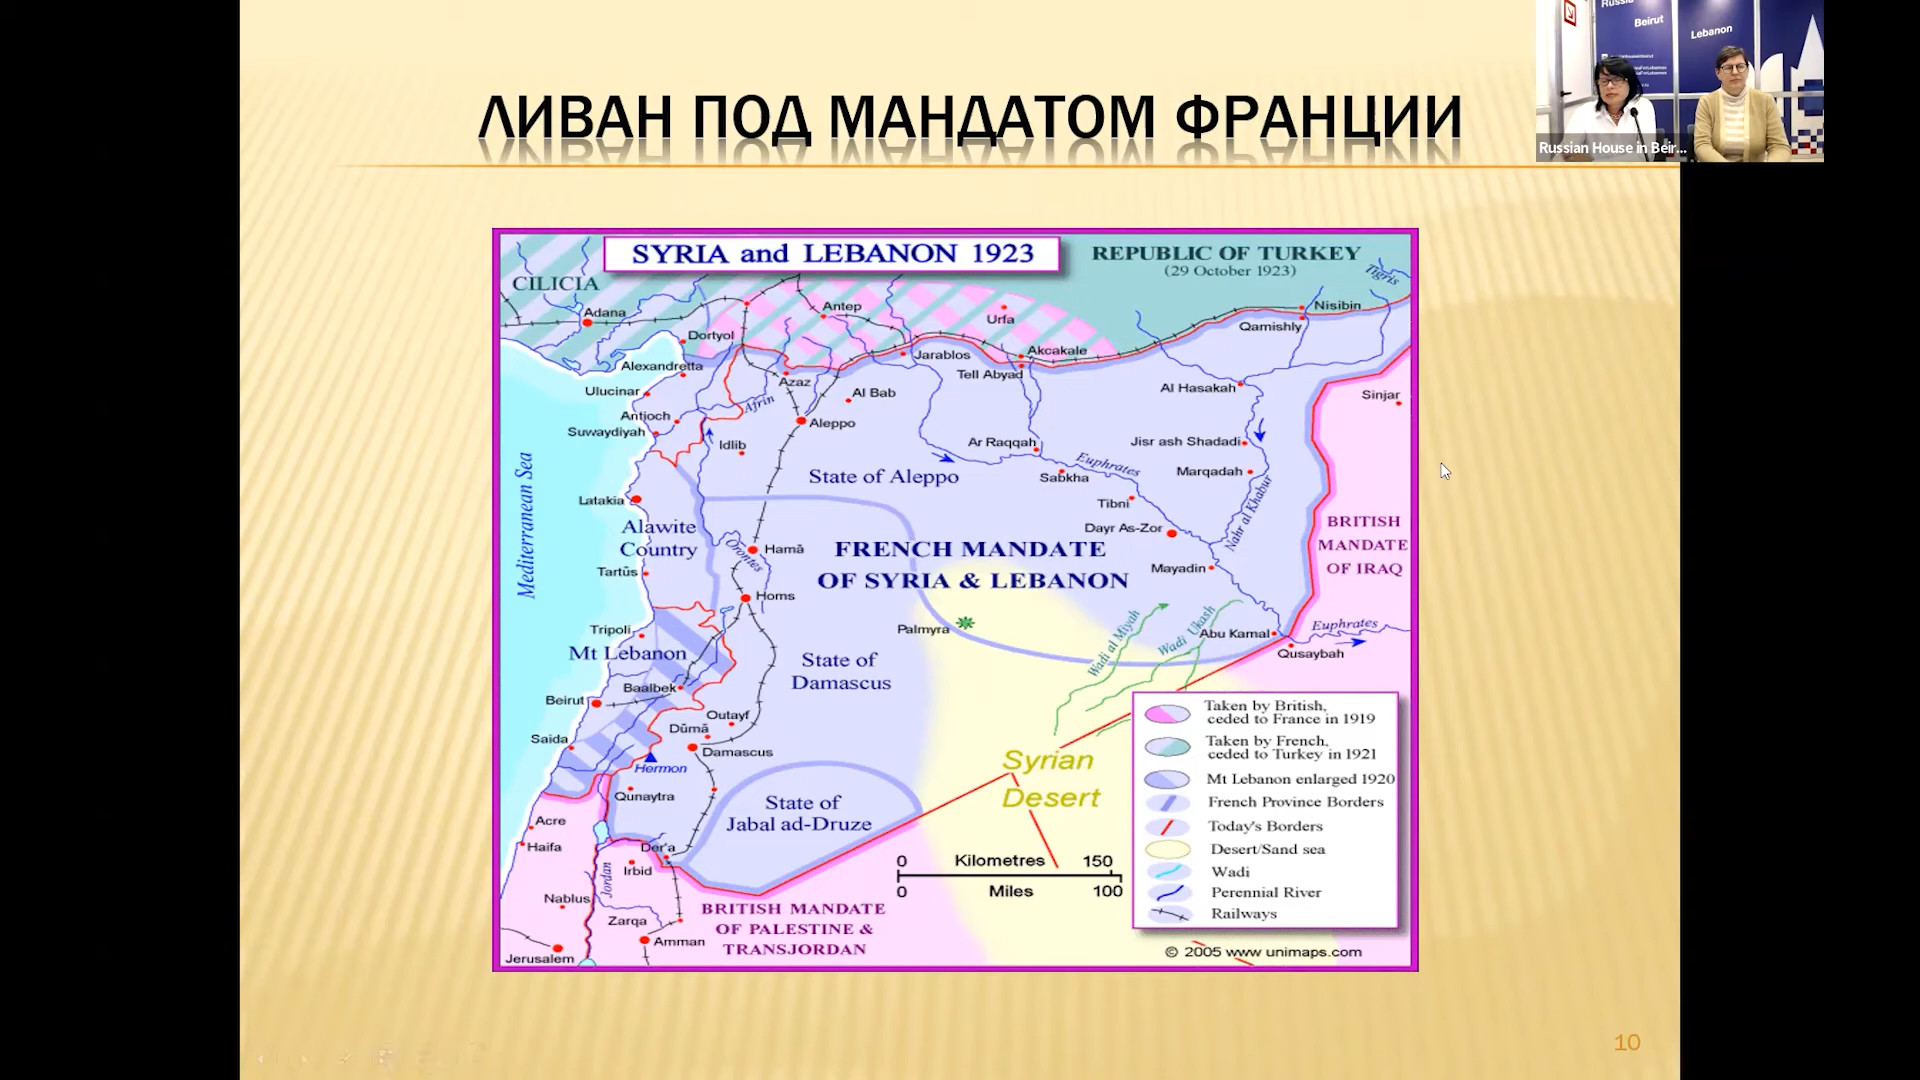 ЛИВАН ПОД МАНДАТОМ ФРАНЦИИ
Russia
Beirut
Lebanon
Russian House in Beir...
SYRIA and LEBANON 1923
REPUBLIC OF TURKEY
(29 October 1923)
Tigris
CILICIA
Adana
Antep
Urfa
Nisibin
Qamishly
Dortyol
Jarablos
Akcakale
Alexandretta
Tell Abyad
Azaz
Al Bab
Al Hasakah
Ulucinar
Sinjar
Afrin
Antioch
Aleppo
Suwaydiyah
Idlib
Ar Raqqah
Jisr ash Shadadi
Euphrates
Marqadah
State of Aleppo
Sabkha
Mediterranean Sea
Latakia
Tibni
Nahr al Khabur
Alawite
Country
Dayr As-Zor
BRITISH
MANDATE
OF IRAQ
Orontes
Hamā
FRENCH MANDATE
OF SYRIA & LEBANON
Tartūs
Mayadin
Homs
Tripoli
Palmyra
Wadi al Miyah
Wadi Ukash
Abu Kamal
Euphrates
Mt Lebanon
Qusaybah
State of
Damascus
Baalbek
Beirut
Outayf
Dūmā
Saida
Damascus
Hermon
Syrian
Desert
Qunaytra
State of
Jabal ad-Druze
Acre
Haifa
Der'a
Irbid
Jordan
Nablus
Zarqa
Amman
Jerusalem
BRITISH MANDATE
OF PALESTINE &
TRANSJORDAN
0 Kilometres 150
0 Miles 100
Taken by British,
ceded to France in 1919
Taken by French,
ceded to Turkey in 1921
Mt Lebanon enlarged 1920
French Province Borders
Today's Borders
Desert/Sand sea
Wadi
Perennial River
Railways
© 2005 www unimaps.com
10